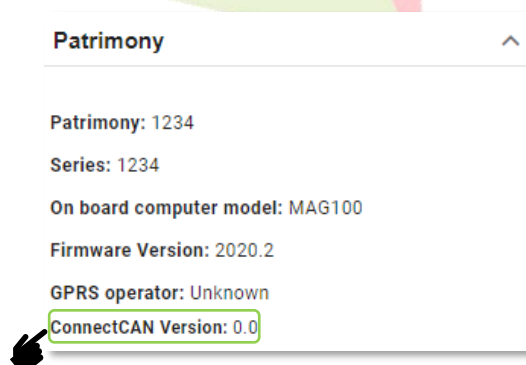 Patrimony
Patrimony: 1234
Series: 1234
On board computer model: MAG100
Firmware Version: 2020.2
GPRS operator: Unknown
ConnectCAN Version: 0.0